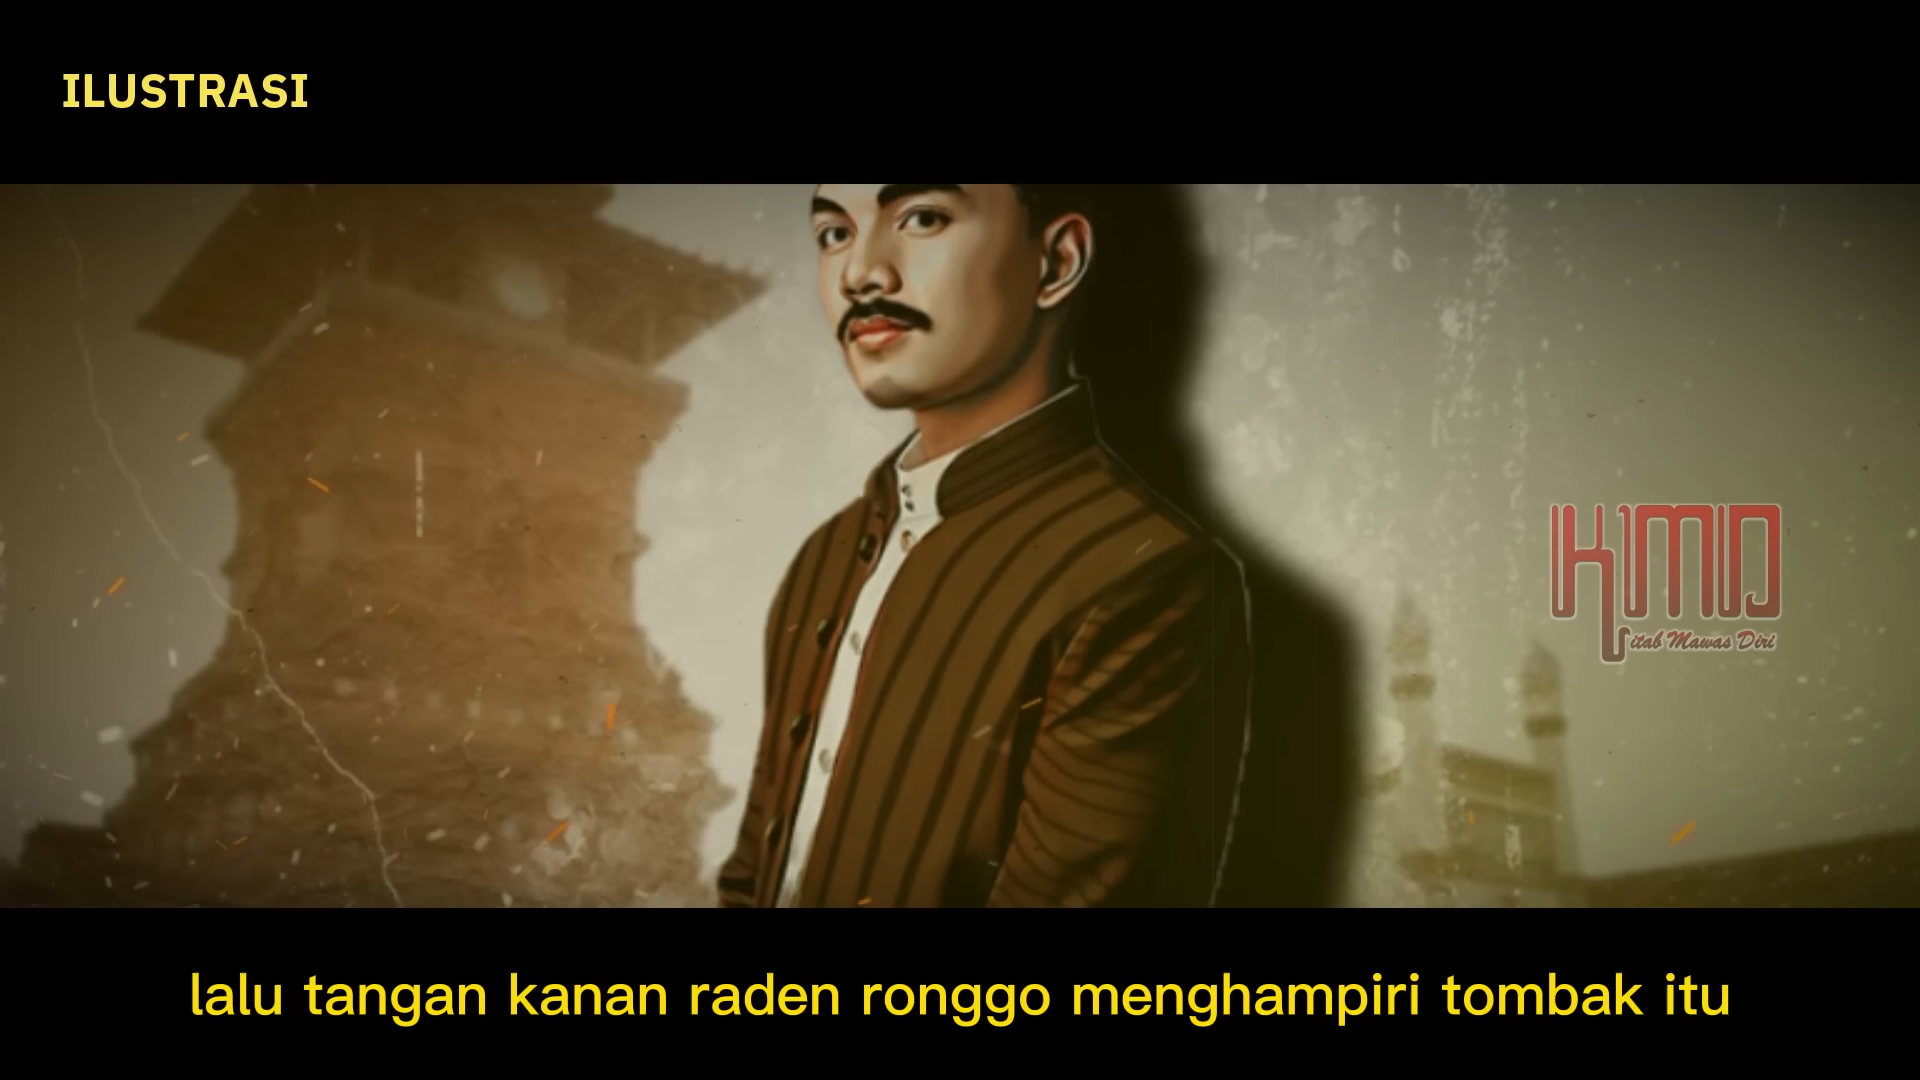 ILUSTRASI
KMD
Kitab Mawas Diri
lalu tangan kanan raden ronggo menghampiri tombak itu